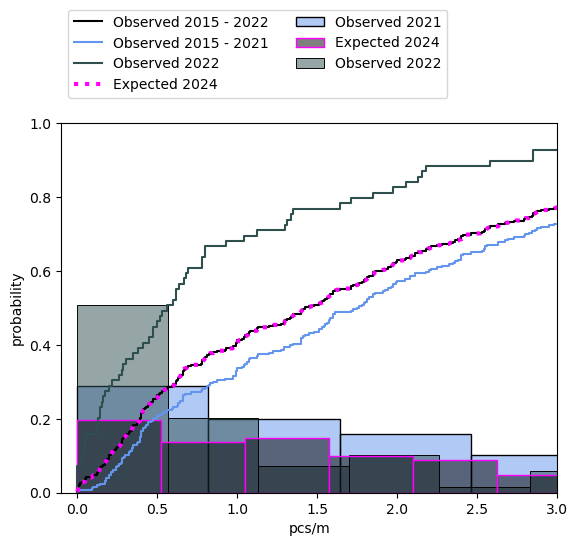 Observed 2015 - 2022
Observed 2015 - 2021
Observed 2022
Expected 2024
Observed 2021
Expected 2024
Observed 2022
1.0
0.8
0.6
0.4
0.2
0.0
probability
0.0 0.5 1.0 1.5 2.0 2.5 3.0
pcs/m